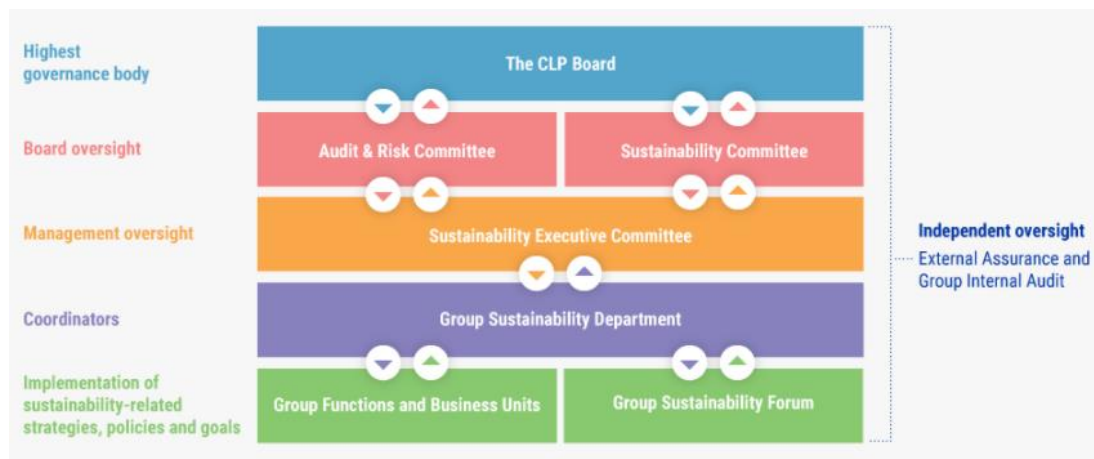 Highest
governance body
The CLP Board
Board oversight
Audit & Risk Committee
Sustainability Committee
Management oversight
Sustainability Executive Committee
Independent oversight
External Assurance and
Group Internal Audit
Coordinators
Group Sustainability Department
Implementation of
sustainability-related
strategies, policies and goals
Group Functions and Business Units
Group Sustainability Forum